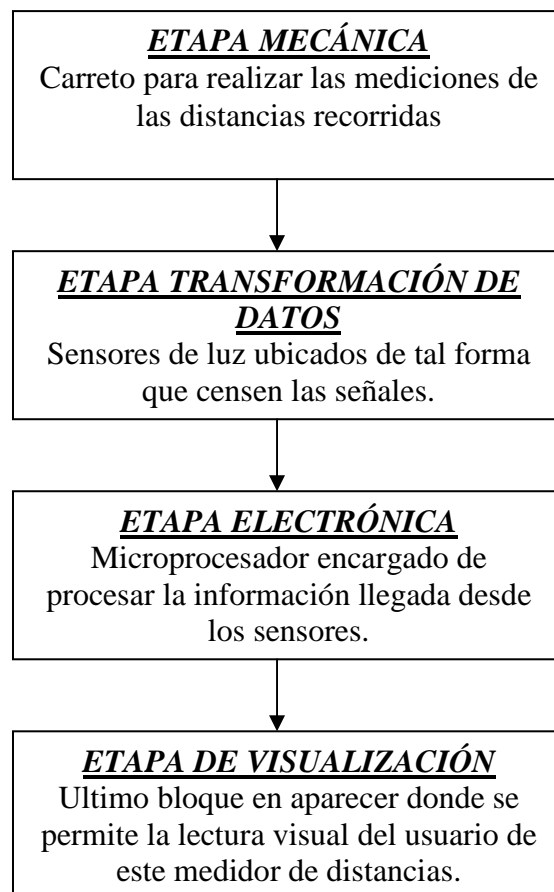 ETAPA MECÁNICA
Carreto para realizar las mediciones de
las distancias recorridas
ETAPA TRANSFORMACIÓN DE
DATOS
Sensores de luz ubicados de tal forma
que censen las señales.
ETAPA ELECTRÓNICA
Microprocesador encargado de
procesar la información llegada desde
los sensores.
ETAPA DE VISUALIZACIÓN
Ultimo bloque en aparecer donde se
permite la lectura visual del usuario de
este medidor de distancias.